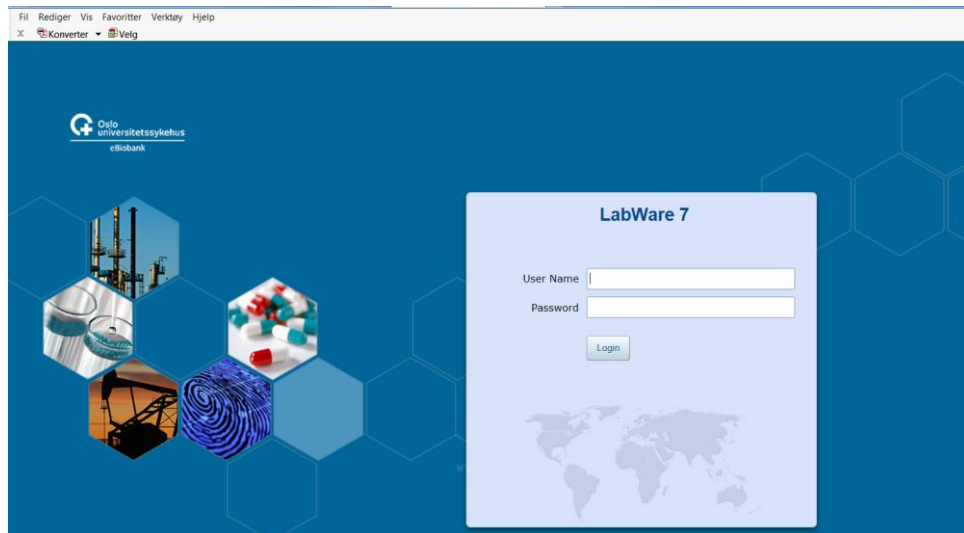 Fil Rediger Vis Favoritter Verktøy Hjelp
x Konverter Velg
Oslo
universitetssykehus
eBiobank
LabWare 7
User Name
Password
Login